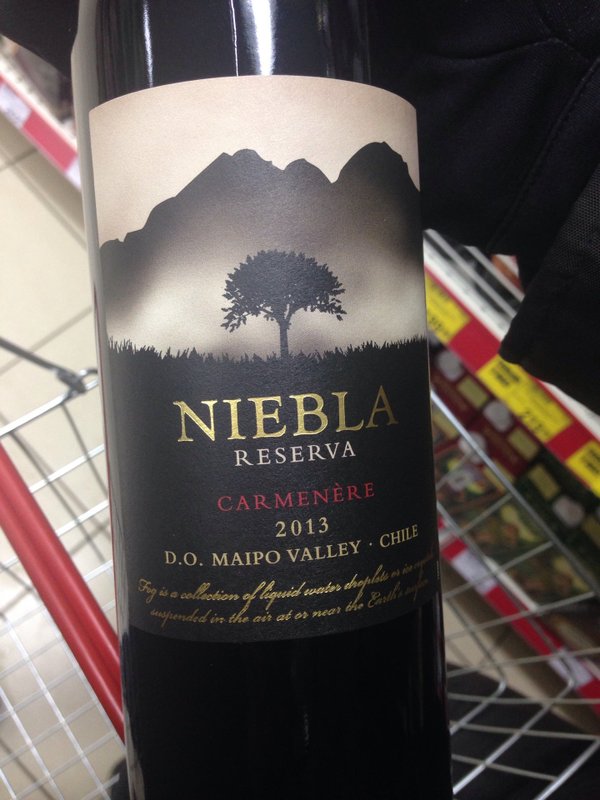 NIEBLA
RESERVA
CARMENÈRE
2013
D.O. MAIPO VALLEY · CHILE
Fog is a collection of liquid water droplets or ice crystals
suspended in the air at or near the Earth's surface